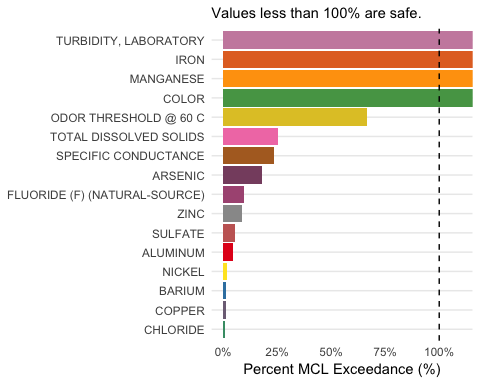 Values less than 100% are safe.
TURBIDITY, LABORATORY
IRON
MANGANESE
COLOR
ODOR THRESHOLD @ 60 C
TOTAL DISSOLVED SOLIDS
SPECIFIC CONDUCTANCE
ARSENIC
FLUORIDE (F) (NATURAL-SOURCE)
ZINC
SULFATE
ALUMINUM
NICKEL
BARIUM
COPPER
CHLORIDE
0% 25% 50% 75% 100%
Percent MCL Exceedance (%)